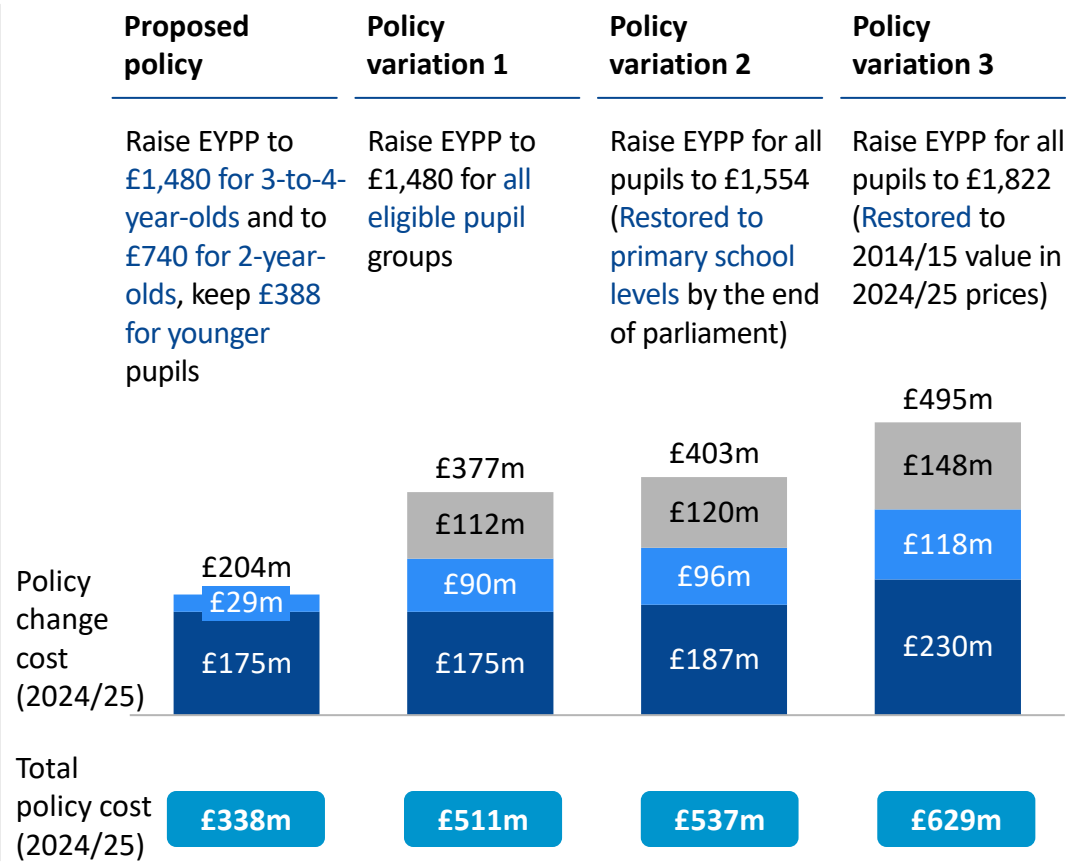 Proposed
policy
Policy
variation 1
Policy
variation 2
Policy
variation 3
Raise EYPP to
£1,480 for 3-to-4-
year-olds and to
£740 for 2-year-
olds, keep £388
for younger
pupils
Raise EYPP to
£1,480 for all
eligible pupil
groups
Raise EYPP for all
pupils to £1,554
(Restored to
primary school
levels by the end
of parliament)
Raise EYPP for all
pupils to £1,822
(Restored to
2014/15 value in
2024/25 prices)
Policy
change
cost
(2024/25)
£204m
£29m
£175m
£377m
£112m
£90m
£175m
£403m
£120m
£96m
£187m
£495m
£148m
£118m
£230m
Total
policy cost
(2024/25)
£338m
£511m
£537m
£629m